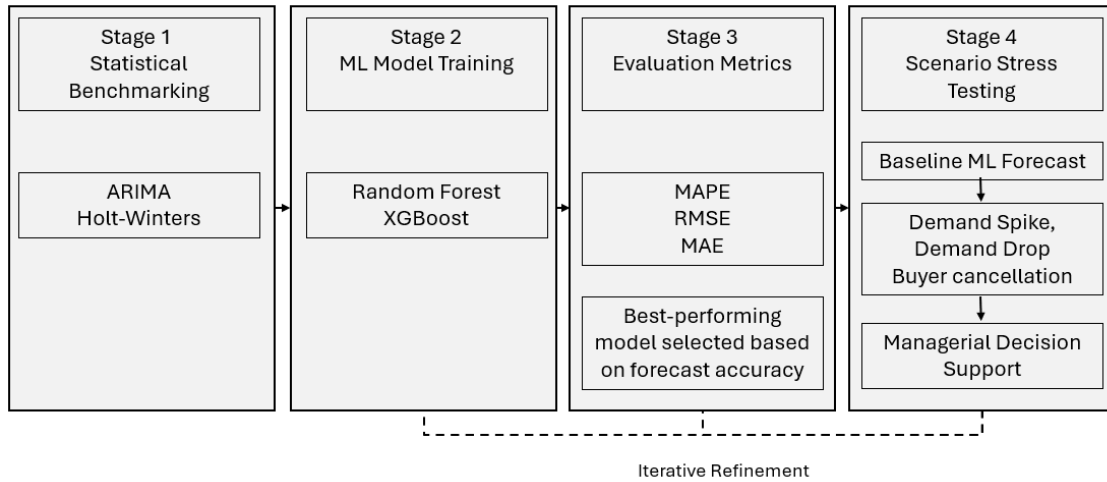 Stage 1
Statistical
Benchmarking
ARIMA
Holt-Winters
Stage 2
ML Model Training
Random Forest
XGBoost
Stage 3
Evaluation Metrics
MAPE
RMSE
MAE
Best-performing
model selected based
on forecast accuracy
Stage 4
Scenario Stress
Testing
Baseline ML Forecast
Demand Spike,
Demand Drop
Buyer cancellation
Managerial Decision
Support
Iterative Refinement